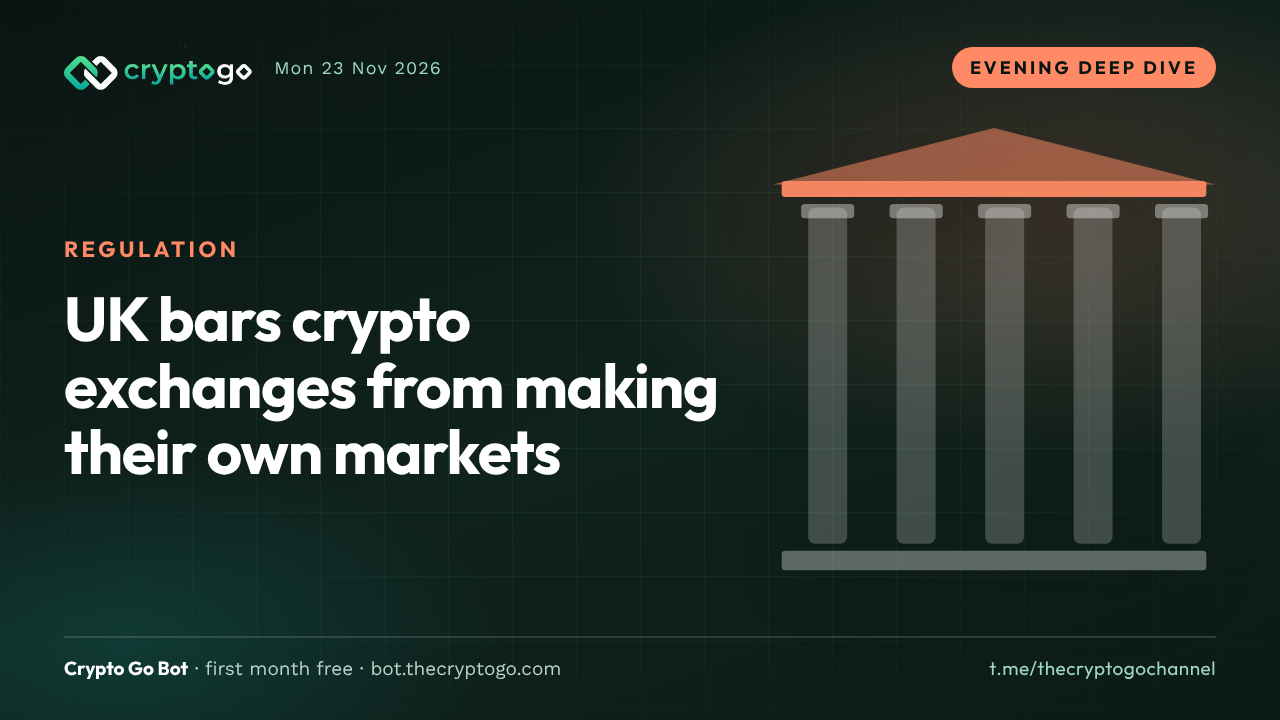 cryptogo
Mon 23 Nov 2026
EVENING DEEP DIVE
REGULATION
UK bars crypto
exchanges from making
their own markets
Crypto Go Bot · first month free · bot.thecryptogo.com
t.me/thecryptogochannel